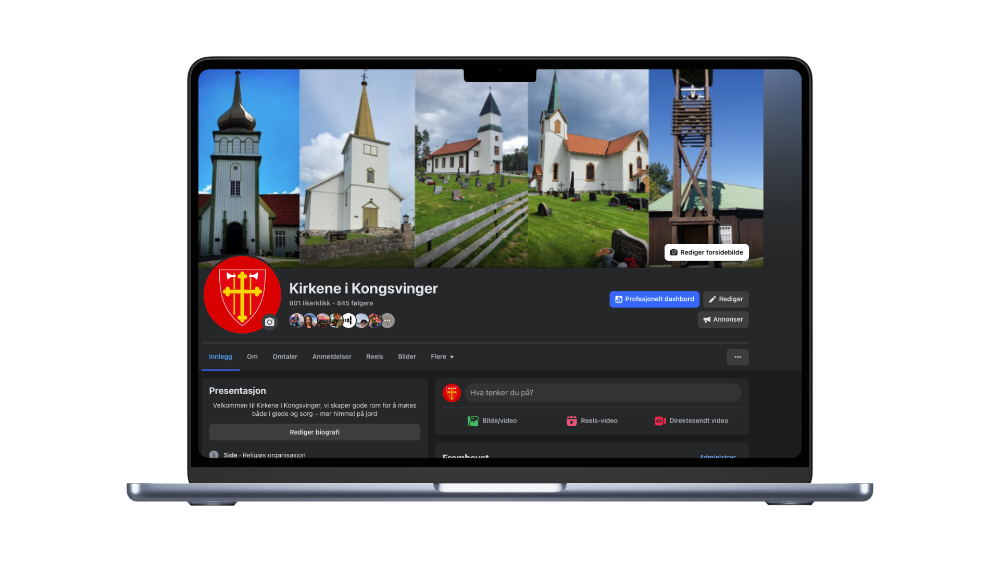 Rediger forsidebilde
Kirkene i Kongsvinger
801 likerklikk · 845 følgere
Profesjonelt dashbord
Rediger
Annonser
Innlegg
Om
Omtaler
Anmeldelser
Reels
Bilder
Flere
Presentasjon
Velkommen til Kirkene i Kongsvinger, vi skaper gode rom for å møtes
både i glede og sorg – mer himmel på jord
Rediger biografi
Side · Religiøs organisasjon
Hva tenker du på?
Bilde/video
Reels-video
Direktesendt video
Fremhevet
Administrer